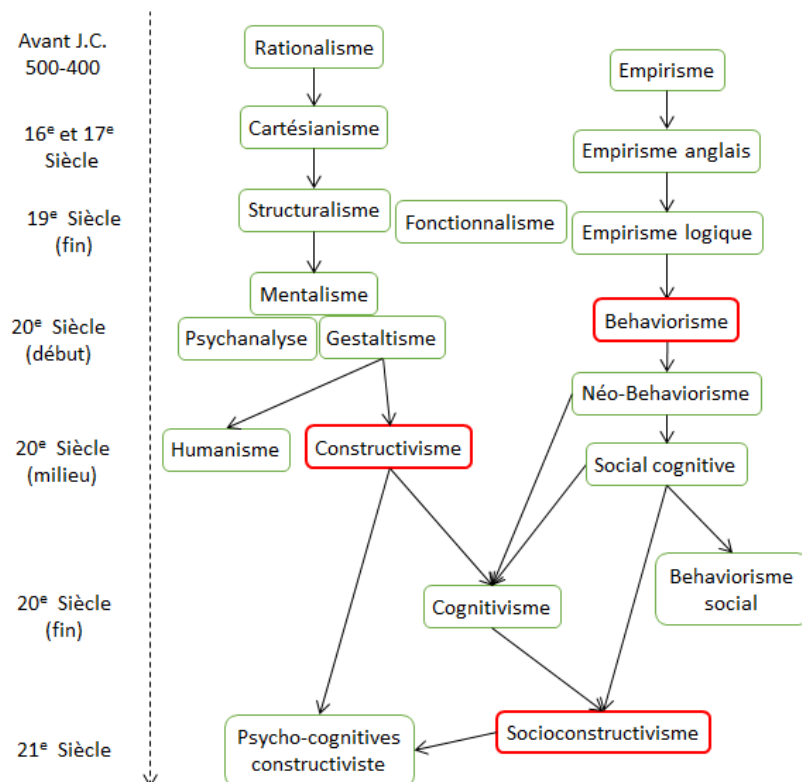 Avant J.C.
500-400
Rationalisme
Empirisme
16e et 17e
Siècle
Cartésianisme
Empirisme anglais
19e Siècle
(fin)
Structuralisme
Fonctionnalisme
Empirisme logique
Mentalisme
20e Siècle
(début)
Psychanalyse
Gestaltisme
Behaviorisme
Néo-Behaviorisme
20e Siècle
(milieu)
Humanisme
Constructivisme
Social cognitive
20e Siècle
(fin)
Cognitivisme
Behaviorisme
social
21e Siècle
Psycho-cognitives
constructiviste
Socioconstructivisme